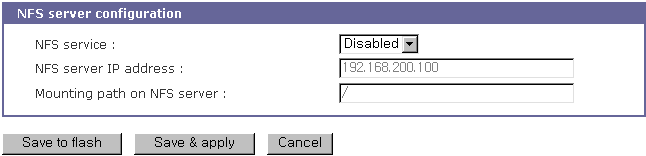 NFS server configuration
NFS service : Disabled
NFS server IP address : 192.168.200.100
Mounting path on NFS server : /
Save to flash Save & apply Cancel